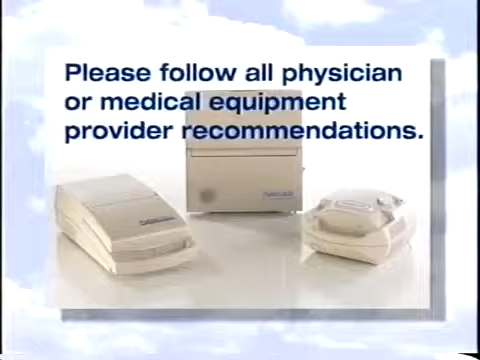 Please follow all physician
or medical equipment
provider recommendations.